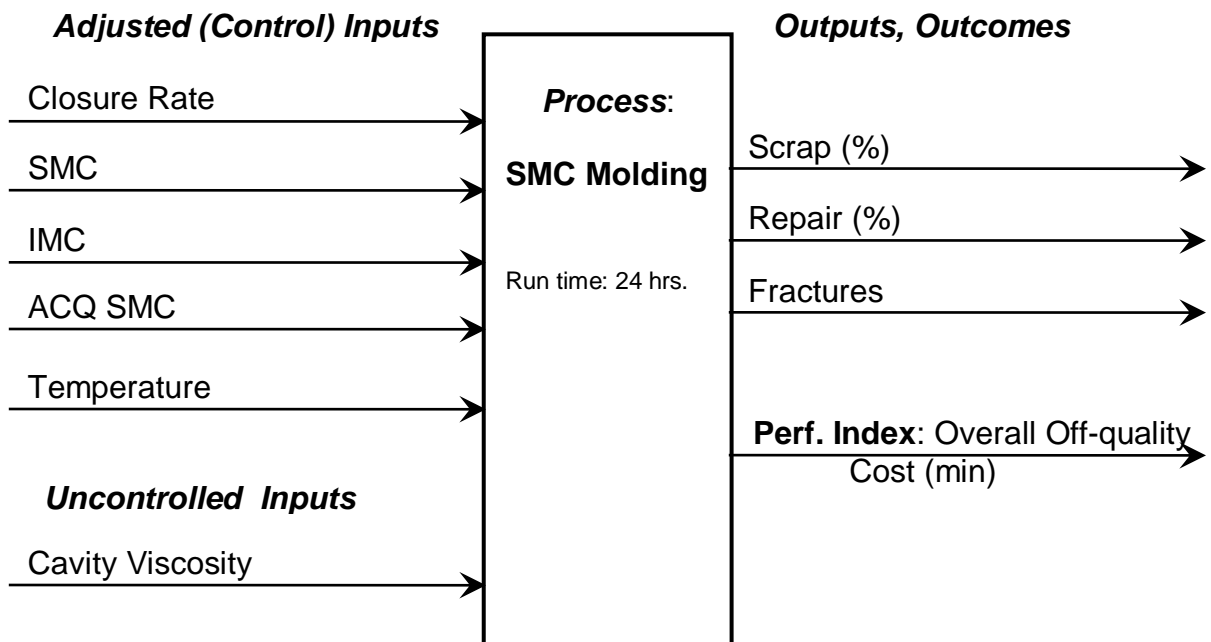 Adjusted (Control) Inputs
Closure Rate
SMC
IMC
ACQ SMC
Temperature
Uncontrolled Inputs
Cavity Viscosity
Process:
SMC Molding
Run time: 24 hrs.
Outputs, Outcomes
Scrap (%)
Repair (%)
Fractures
Perf. Index: Overall Off-quality
Cost (min)